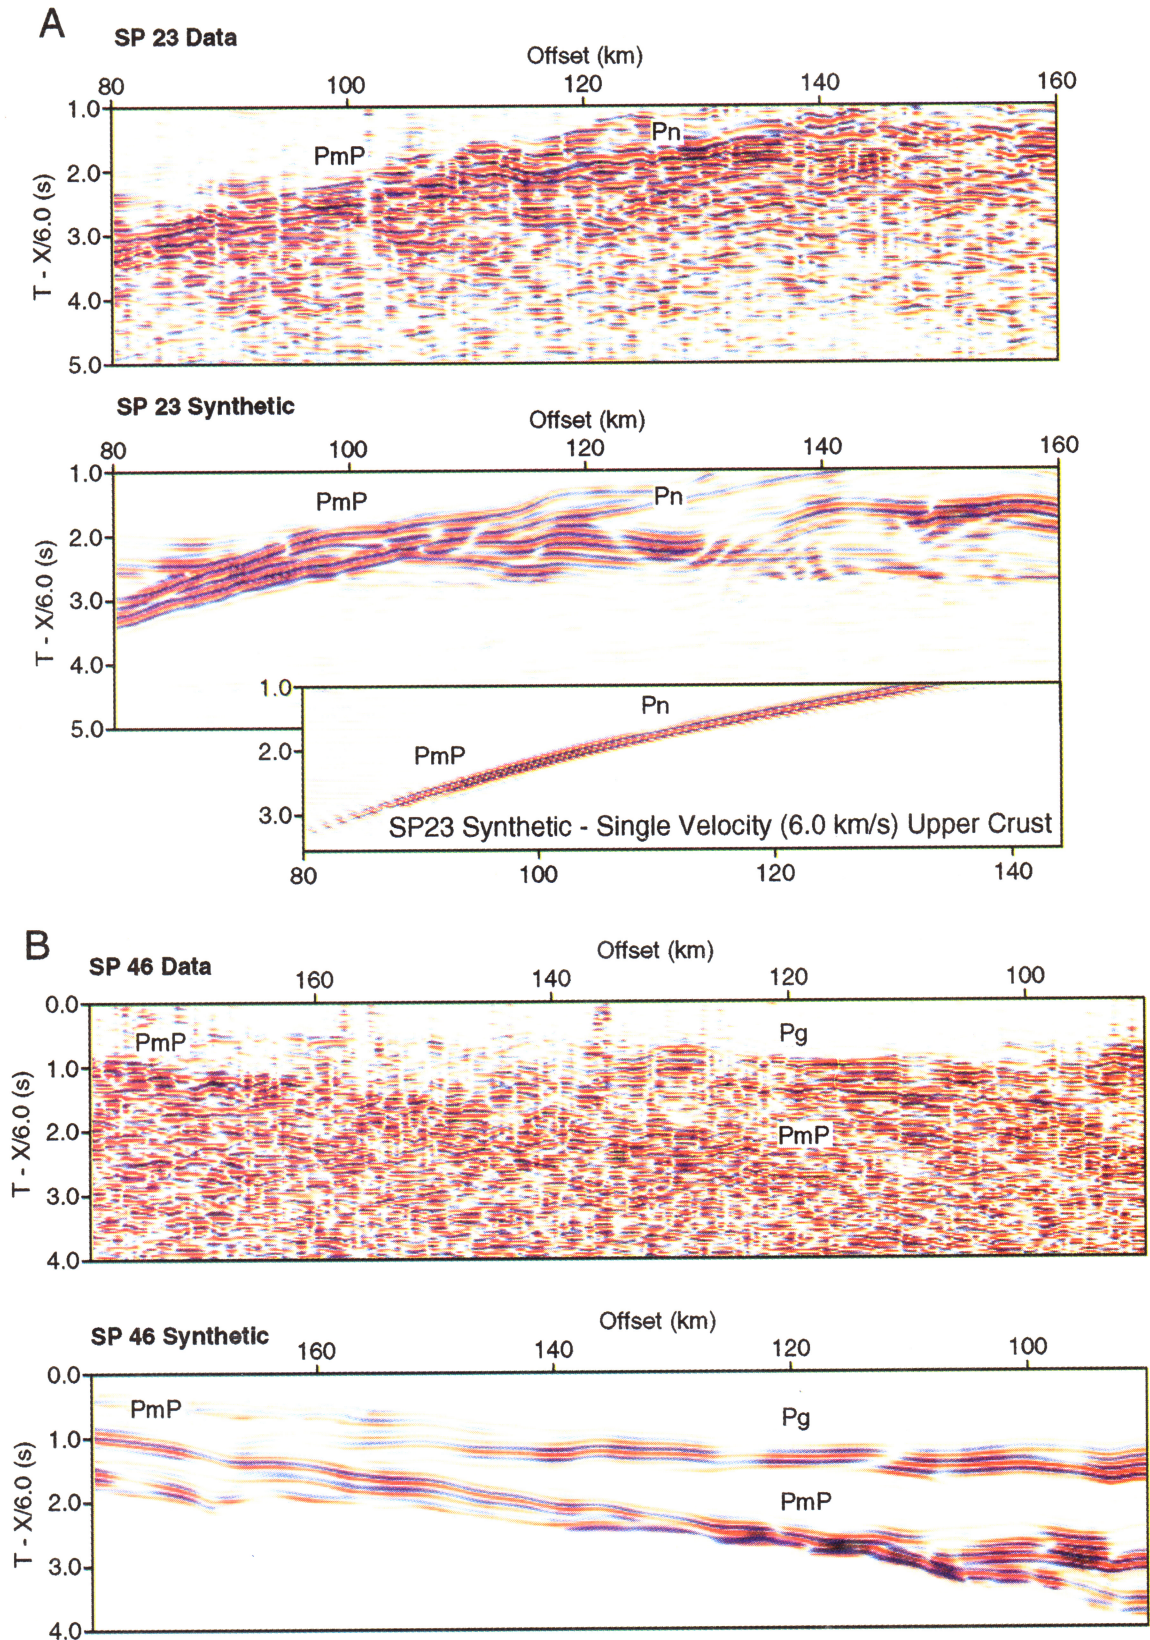 A
SP 23 Data
Offset (km)
80 100 120 140 160
1.0
2.0
3.0
4.0
5.0
T - X/6.0 (s)
PmP
Pn
SP 23 Synthetic
Offset (km)
80 100 120 140 160
1.0
2.0
3.0
4.0
5.0
T - X/6.0 (s)
PmP
Pn
1.0
2.0
3.0
Pn
PmP
SP23 Synthetic - Single Velocity (6.0 km/s) Upper Crust
80 100 120 140
B
SP 46 Data
Offset (km)
160 140 120 100
0.0
1.0
2.0
3.0
4.0
T - X/6.0 (s)
PmP
Pg
PmP
SP 46 Synthetic
Offset (km)
160 140 120 100
0.0
1.0
2.0
3.0
4.0
T - X/6.0 (s)
PmP
Pg
PmP